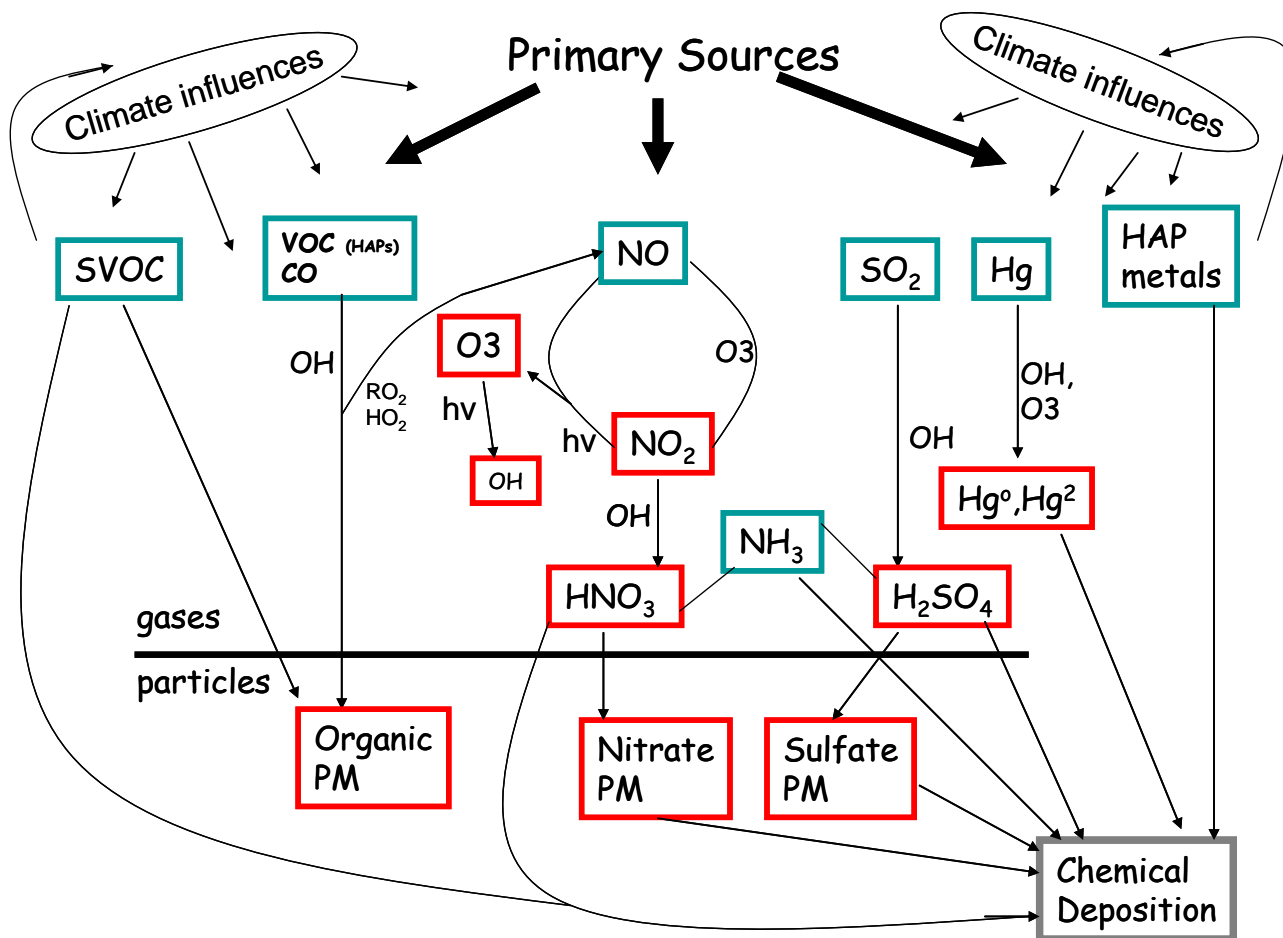 Primary Sources
Climate influences
Climate influences
SVOC
VOC (HAPs)
CO
NO
SO₂
Hg
HAP
metals
OH
RO₂
HO₂
O3
hv
OH
hv
NO₂
O3
OH
OH
OH,
O3
Hg⁰,Hg²
NH₃
HNO₃
H₂SO₄
gases
particles
Organic
PM
Nitrate
PM
Sulfate
PM
Chemical
Deposition